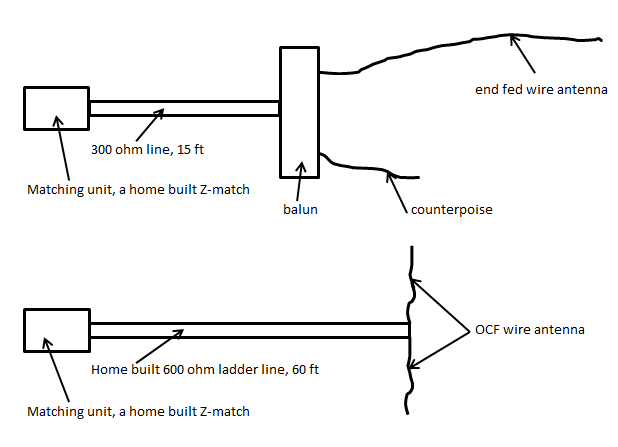 end fed wire antenna
300 ohm line, 15 ft
Matching unit, a home built Z-match
balun
counterpoise
OCF wire antenna
Home built 600 ohm ladder line, 60 ft
Matching unit, a home built Z-match